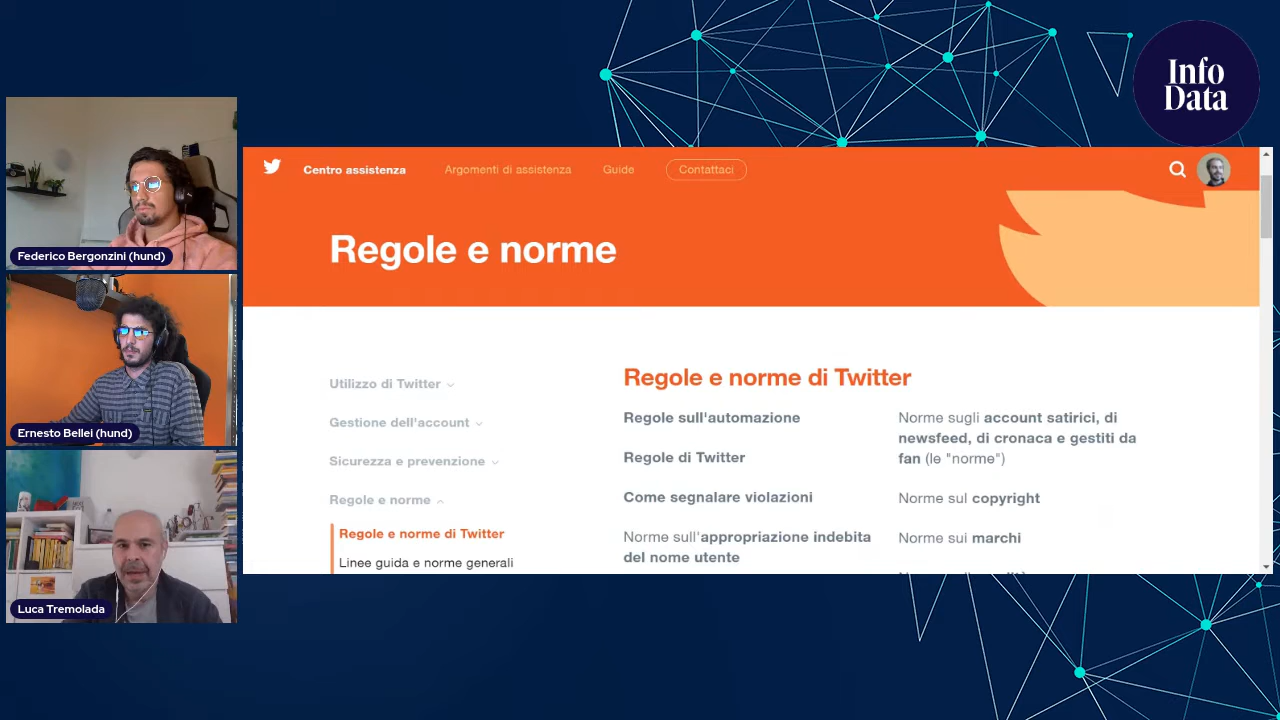 Info
Data
Centro assistenza
Argomenti di assistenza
Guide
Contattaci
Regole e norme
Federico Bergonzini (hund)
Ernesto Bellei (hund)
Luca Tremolada
Utilizzo di Twitter
Gestione dell'account
Sicurezza e prevenzione
Regole e norme
Regole e norme di Twitter
Linee guida e norme generali
Regole e norme di Twitter
Regole sull'automazione
Regole di Twitter
Come segnalare violazioni
Norme sull'appropriazione indebita
del nome utente
Norme sugli account satirici, di
newsfeed, di cronaca e gestiti da
fan (le "norme")
Norme sul copyright
Norme sui marchi